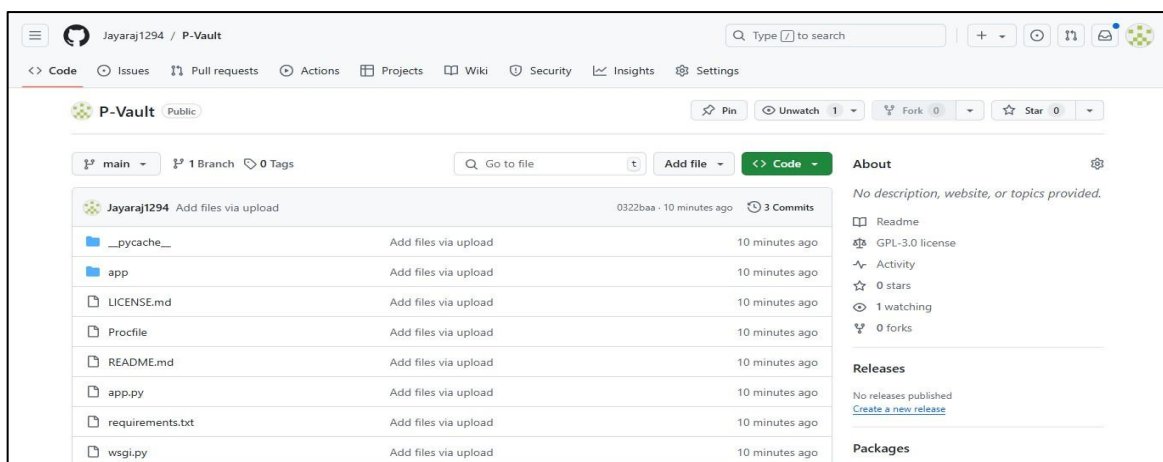 Jayaraj1294 / P-Vault
Type / to search
<> Code Issues Pull requests Actions Projects Wiki Security Insights Settings
P-Vault Public
Pin Unwatch 1 Fork 0 Star 0
main 1 Branch 0 Tags
Go to file t Add file <> Code
Jayaraj1294 Add files via upload 0322baa · 10 minutes ago 3 Commits
__pycache__ Add files via upload 10 minutes ago
app Add files via upload 10 minutes ago
LICENSE.md Add files via upload 10 minutes ago
Procfile Add files via upload 10 minutes ago
README.md Add files via upload 10 minutes ago
app.py Add files via upload 10 minutes ago
requirements.txt Add files via upload 10 minutes ago
wsgi.py Add files via upload 10 minutes ago
About
No description, website, or topics provided.
Readme
GPL-3.0 license
Activity
0 stars
1 watching
0 forks
Releases
No releases published
Create a new release
Packages